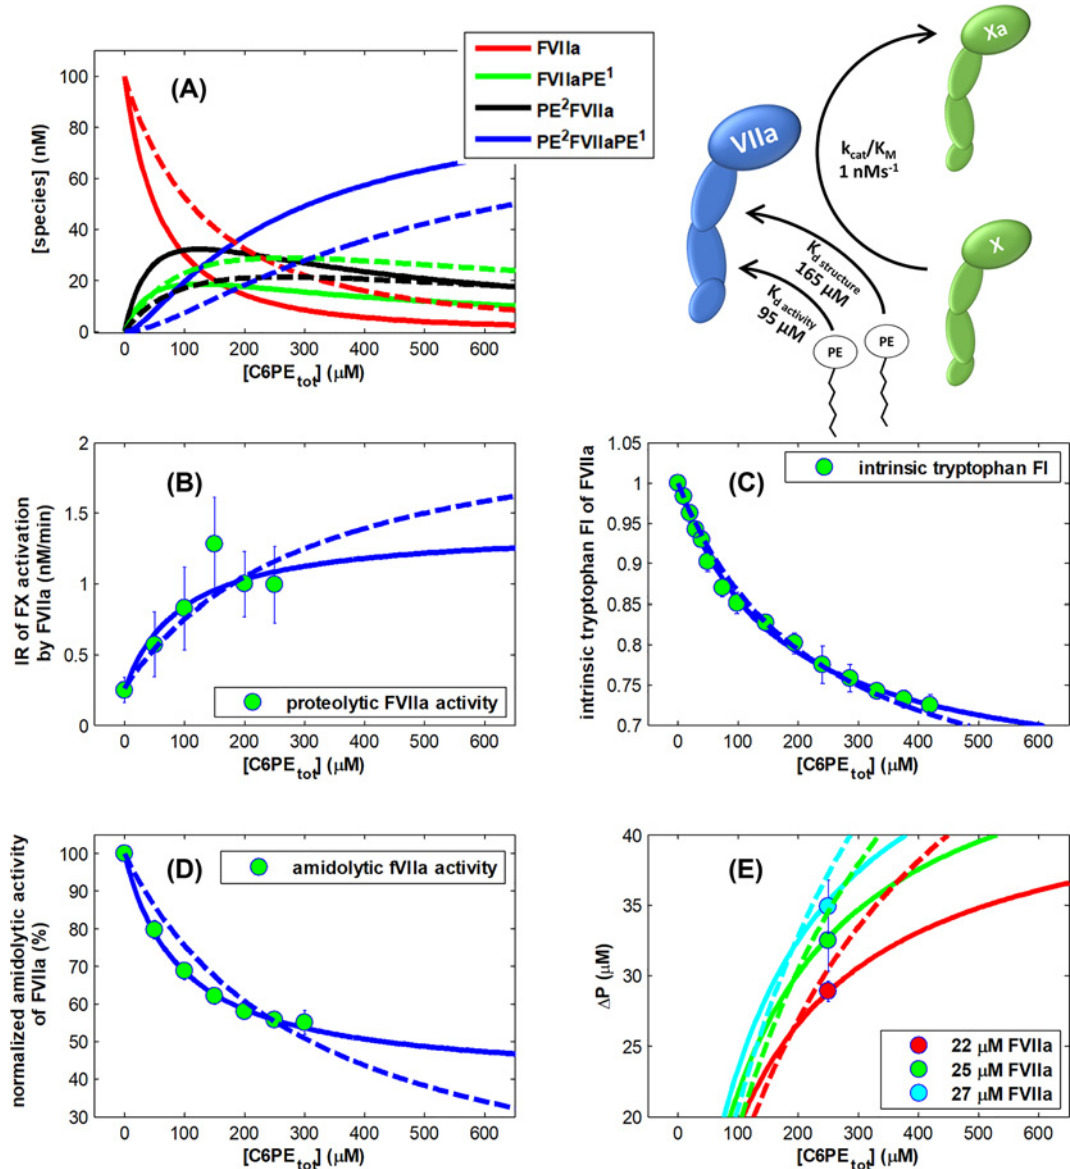 (A)
FVIIa
FVIIaPE¹
PE²FVIIa
PE²FVIIaPE¹
[species] (nM)
100
80
60
40
20
0
0 100 200 300 400 500 600
[C6PE_tot] (μM)
VIIa
Xa
X
k_cat/K_M
1 nMs⁻¹
K_d structure
165 μM
K_d activity
95 μM
PE
PE
(B)
IR of FX activation
by FVIIa (nM/min)
2
1.5
1
0.5
0
proteolytic FVIIa activity
0 100 200 300 400 500 600
[C6PE_tot] (μM)
(C)
intrinsic tryptophan FI
intrinsic tryptophan FI of FVIIa
1.05
1
0.95
0.9
0.85
0.8
0.75
0.7
0 100 200 300 400 500 600
[C6PE_tot] (μM)
(D)
amidolytic fVIIa activity
normalized amidolytic activity
of FVIIa (%)
100
90
80
70
60
50
40
30
0 100 200 300 400 500 600
[C6PE_tot] (μM)
(E)
ΔP (μM)
40
35
30
25
20
22 μM FVIIa
25 μM FVIIa
27 μM FVIIa
0 100 200 300 400 500 600
[C6PE_tot] (μM)